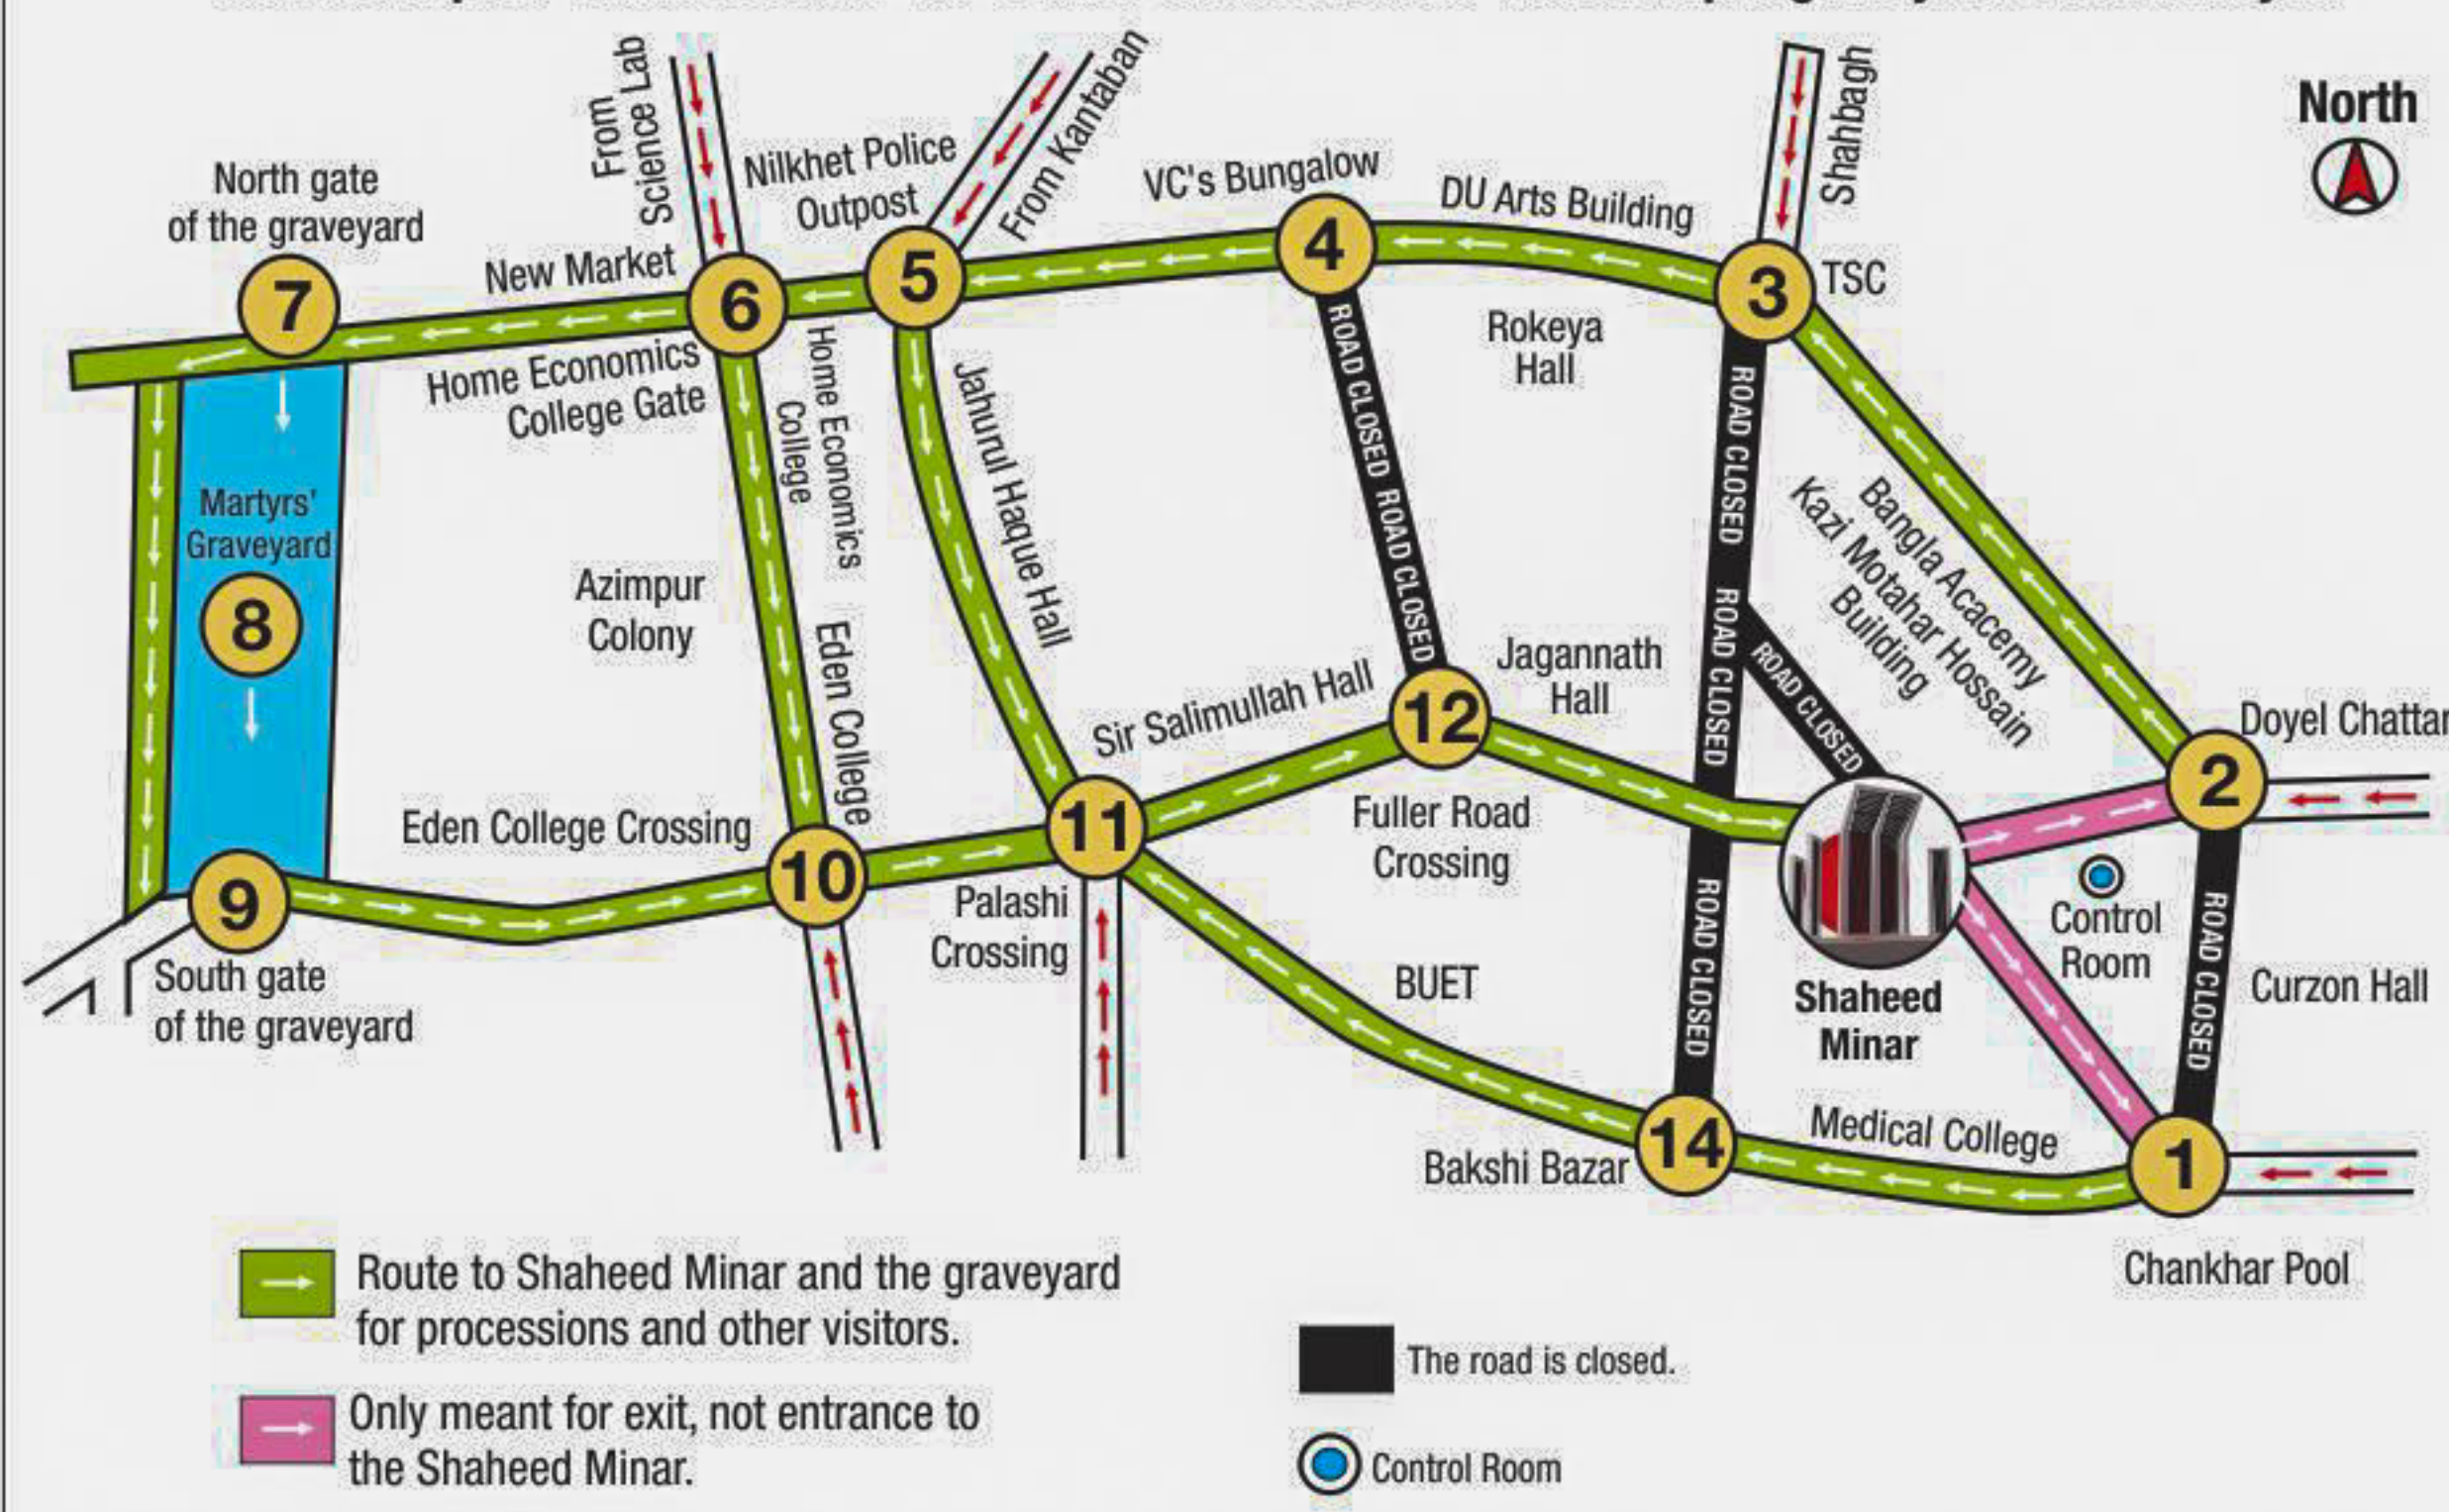 North
From
Science Lab
From Kantaban
Shahbagh
North gate
of the graveyard
Nilkhet Police
Outpost
VC's Bungalow
DU Arts Building
New Market
7
6
5
4
3
TSC
Home Economics
College Gate
Home Economics
College
Jahurul Haque Hall
ROAD CLOSED ROAD CLOSED
Rokeya
Hall
ROAD CLOSED
ROAD CLOSED
ROAD CLOSED
Bangla Acacemy
Kazi Motahar Hossain
Building
Martyrs'
Graveyard
8
Azimpur
Colony
Eden College
Sir Salimullah Hall
12
Jagannath
Hall
2
Doyel Chattar
Eden College Crossing
9
10
11
Fuller Road
Crossing
Palashi
Crossing
South gate
of the graveyard
BUET
ROAD CLOSED
Shaheed
Minar
Control
Room
ROAD CLOSED
Curzon Hall
Bakshi Bazar
14
Medical College
1
Chankhar Pool
Route to Shaheed Minar and the graveyard
for processions and other visitors.
Only meant for exit, not entrance to
the Shaheed Minar.
The road is closed.
Control Room